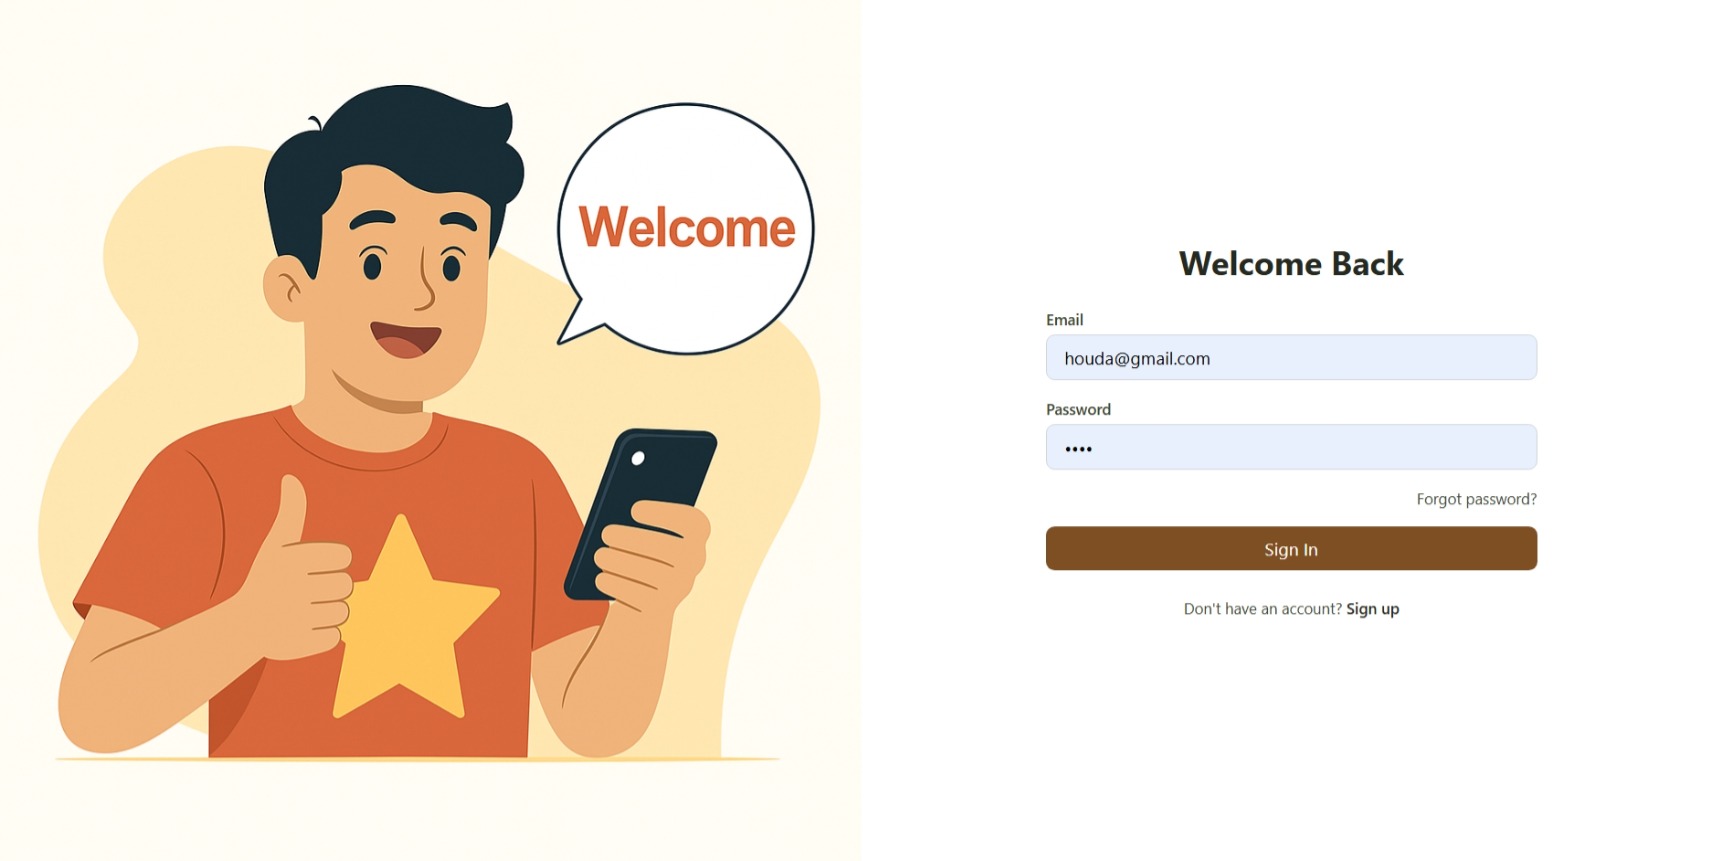 Welcome
Welcome Back
Email
houda@gmail.com
Password
••••
Forgot password?
Sign In
Don't have an account? Sign up